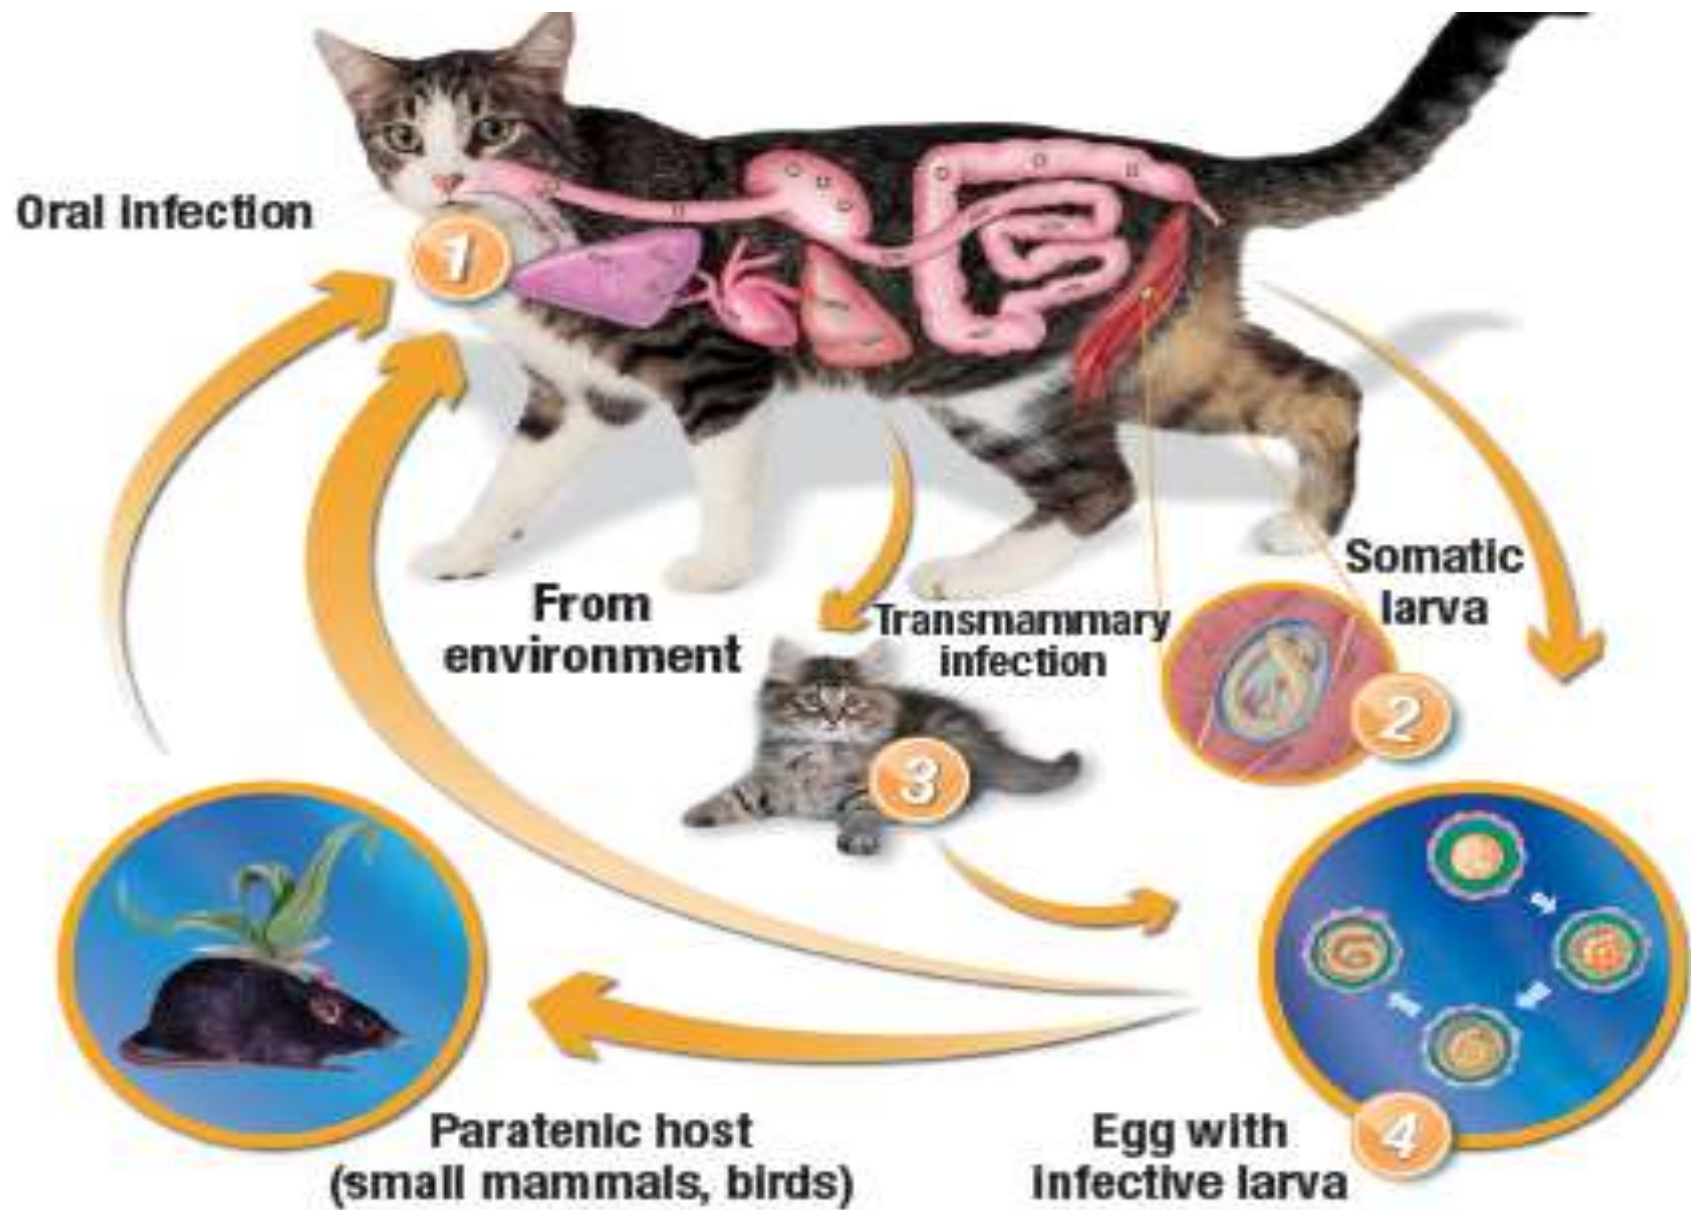 Oral infection
1
From
environment
Transmammary
infection
Somatic
larva
2
3
Paratenic host
(small mammals, birds)
Egg with
infective larva
4